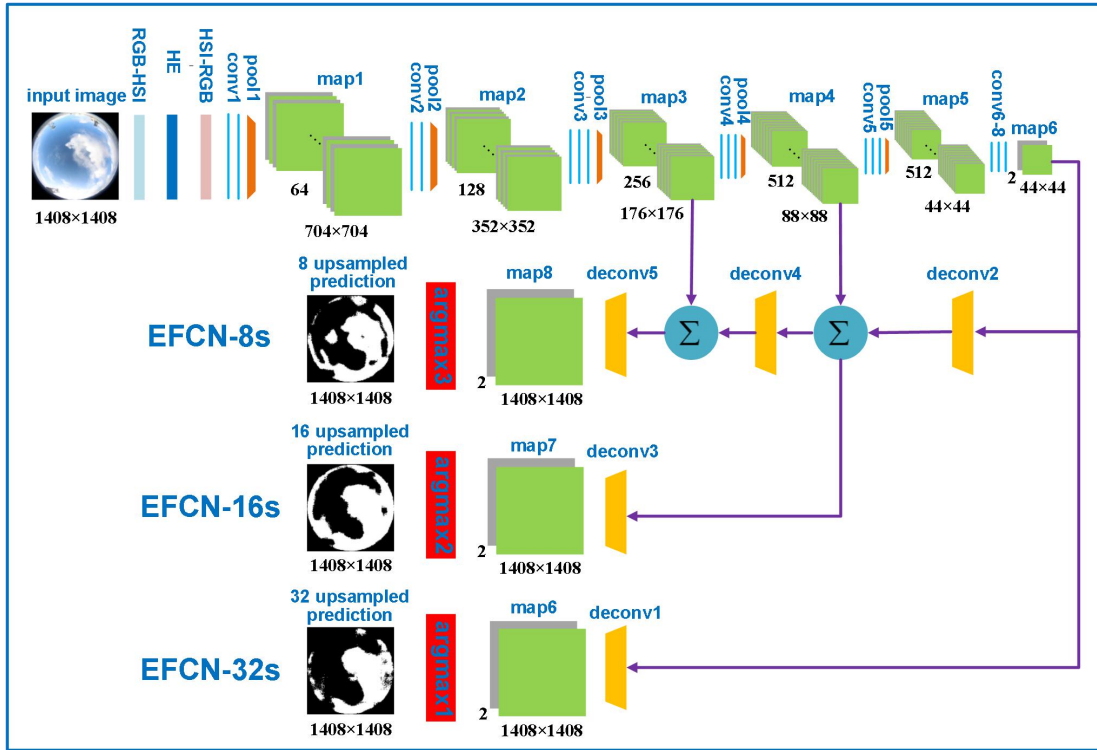 input image
1408×1408
RGB-HSI
HE
HSI-RGB
conv1
pool1
map1
64
704×704
conv2
pool2
map2
128
352×352
conv3
pool3
map3
256
176×176
conv4
pool4
map4
512
88×88
conv5
pool5
map5
512
44×44
conv6-8
map6
2
44×44
EFCN-8s
8 upsampled
prediction
1408×1408
argmax3
map8
2
1408×1408
deconv5
Σ
deconv4
Σ
deconv2
EFCN-16s
16 upsampled
prediction
1408×1408
argmax2
map7
2
1408×1408
deconv3
EFCN-32s
32 upsampled
prediction
1408×1408
argmax1
map6
2
1408×1408
deconv1